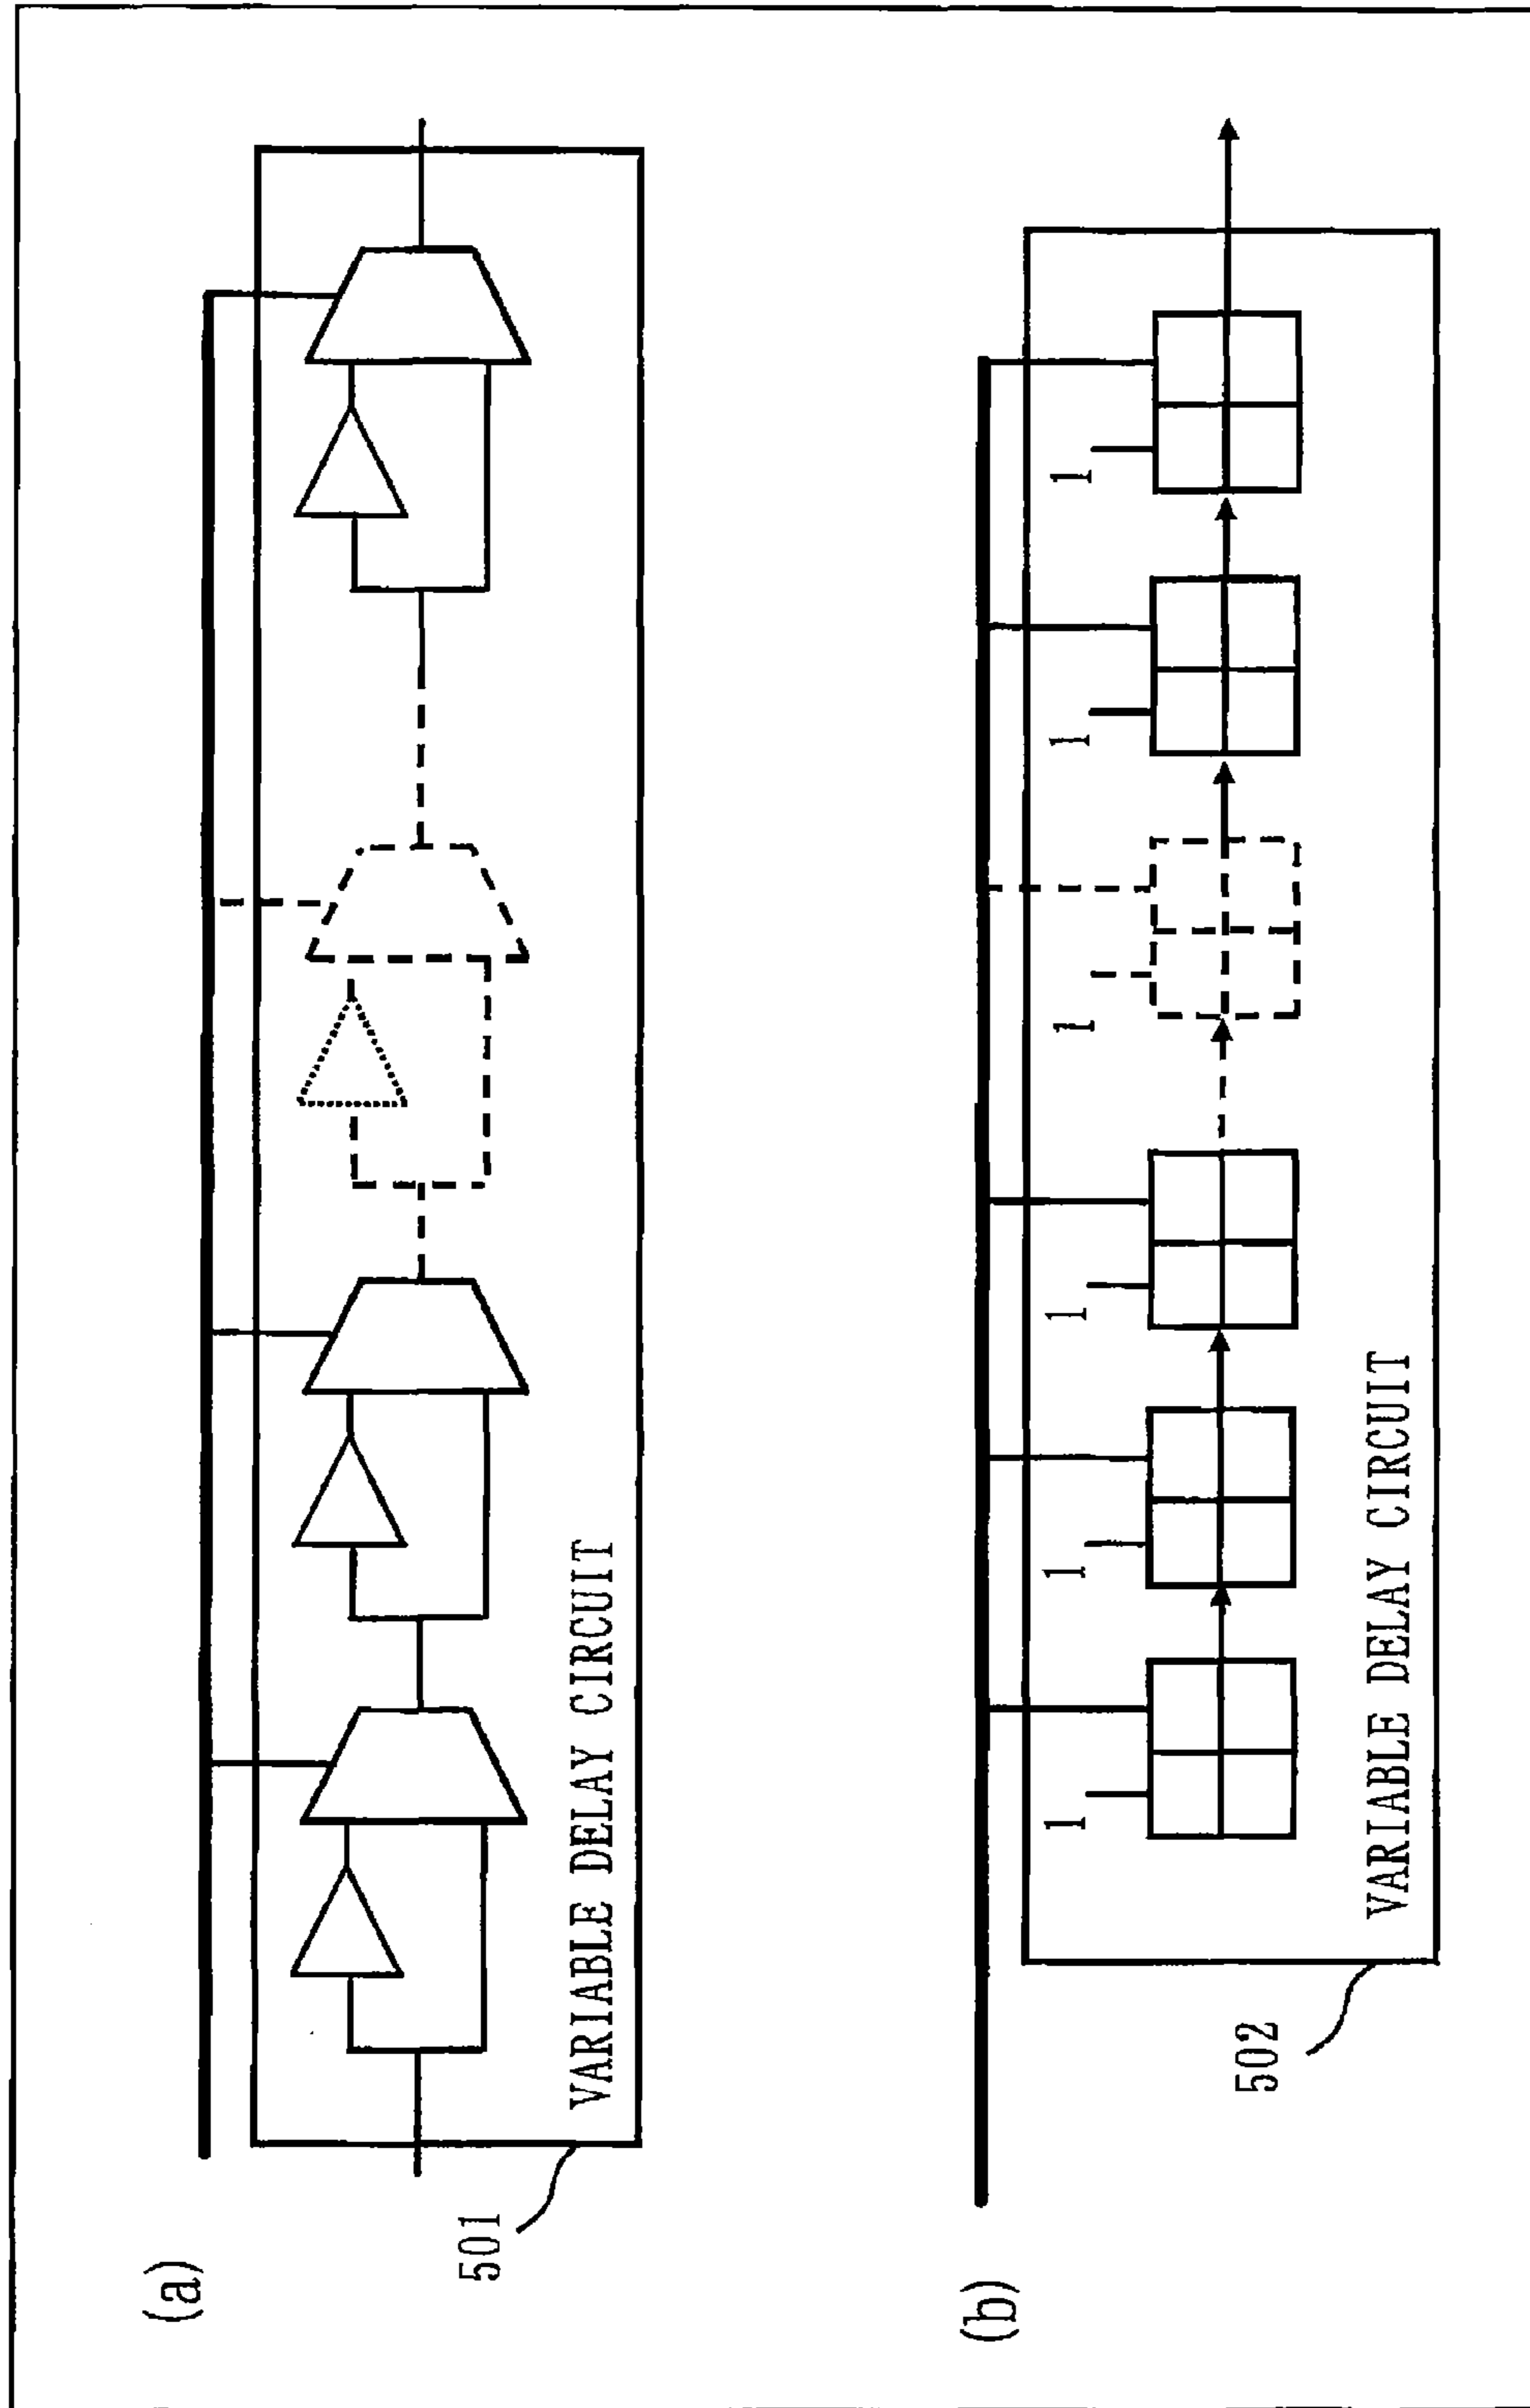 (a)
501
VARIABLE DELAY CIRCUIT
(b)
1
1
1
1
1
1
502
VARIABLE DELAY CIRCUIT